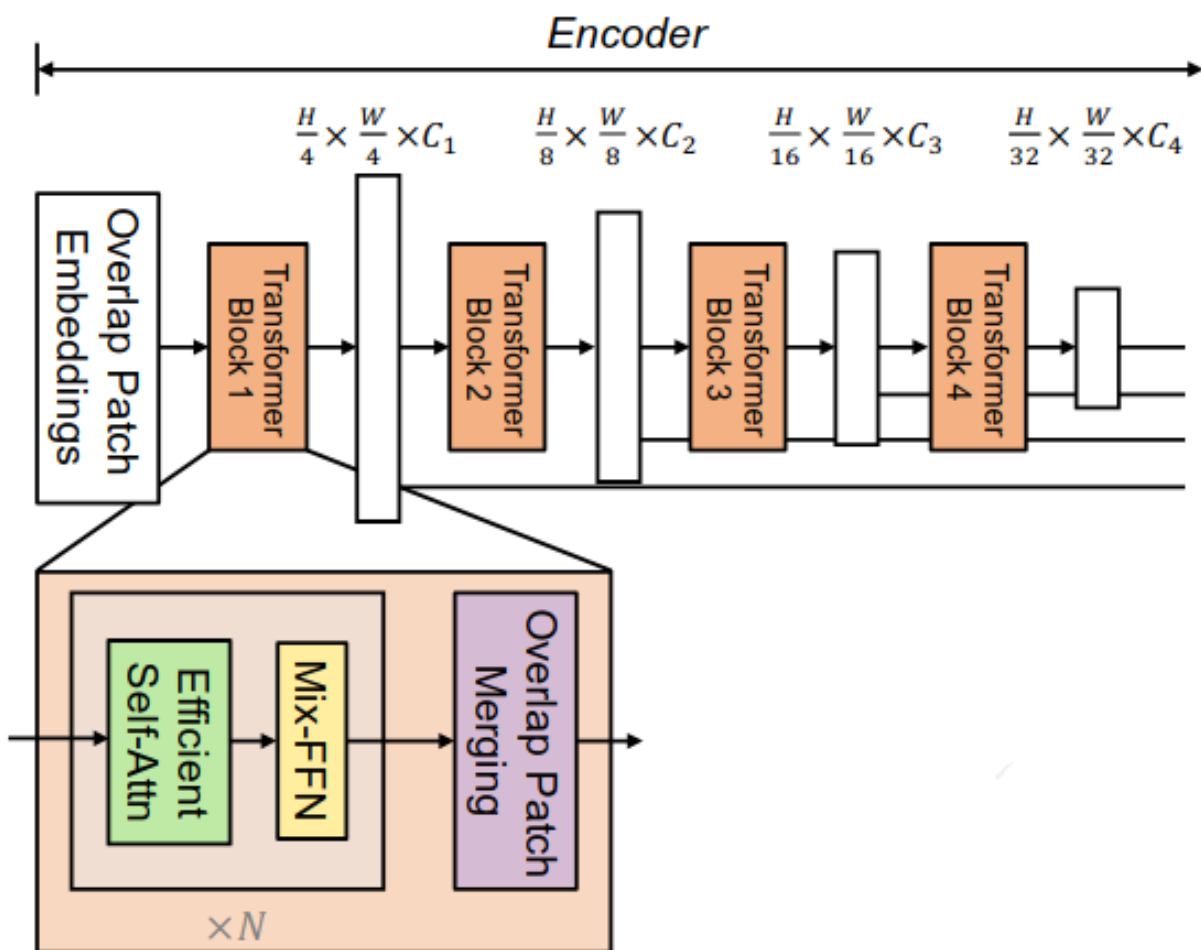 Encoder
H/4 × W/4 × C₁
H/8 × W/8 × C₂
H/16 × W/16 × C₃
H/32 × W/32 × C₄
Overlap Patch
Embeddings
Transformer
Block 1
Transformer
Block 2
Transformer
Block 3
Transformer
Block 4
Efficient
Self-Attn
Mix-FFN
Overlap Patch
Merging
×N